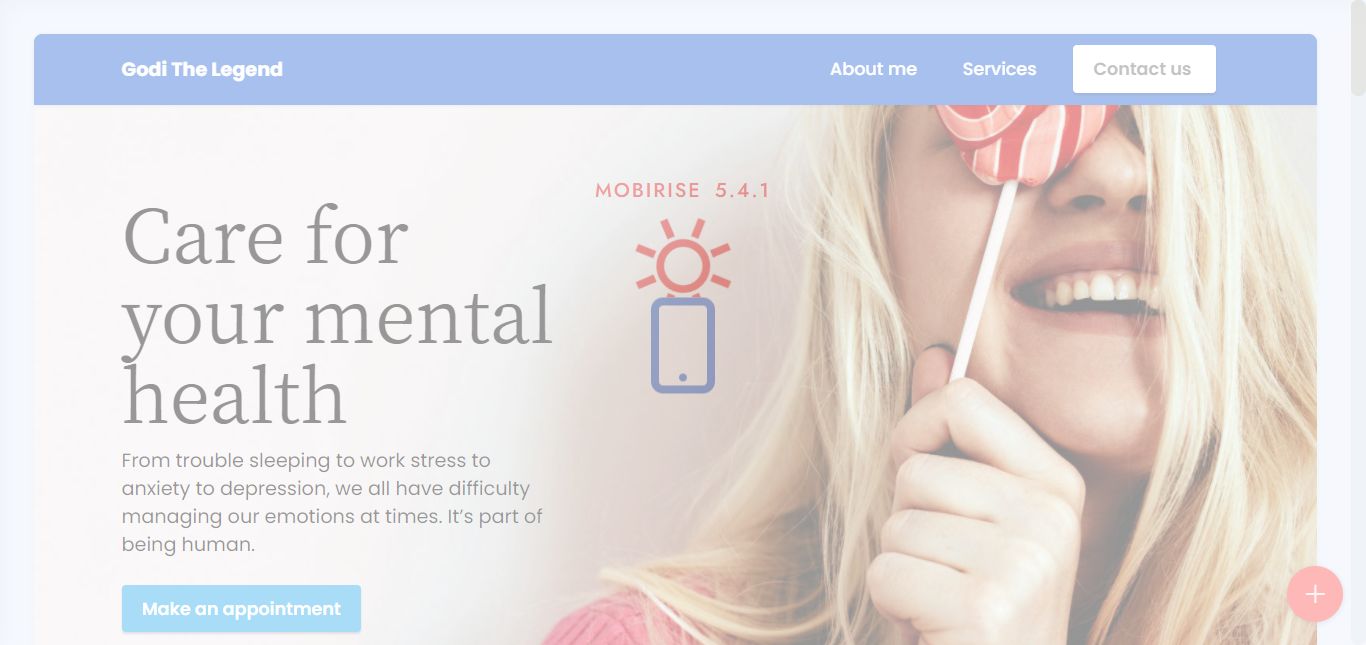 Godi The Legend
About me
Services
Contact us
MOBIRISE 5.4.1
Care for
your mental
health
From trouble sleeping to work stress to
anxiety to depression, we all have difficulty
managing our emotions at times. It’s part of
being human.
Make an appointment